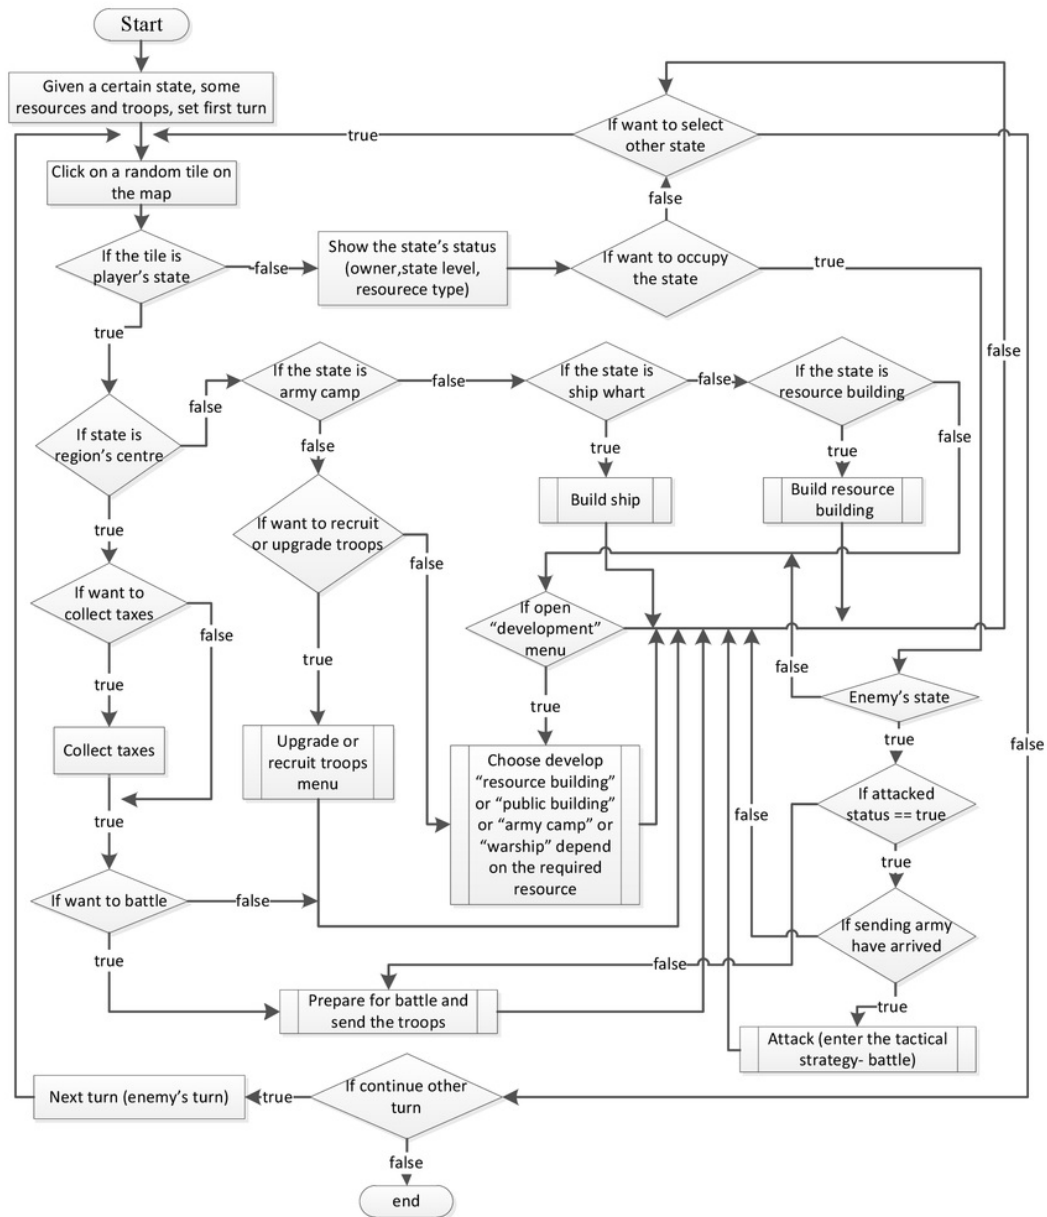 Start
Given a certain state, some
resources and troops, set first turn
If want to select
other state
true
Click on a random tile on
the map
false
If the tile is
player's state
false
Show the state's status
(owner,state level,
resourece type)
If want to occupy
the state
true
true
false
If the state is
army camp
false
If the state is
ship whart
false
If the state is
resource building
false
If state is
region's centre
false
false
true
true
Build ship
Build resource
building
true
If want to recruit
or upgrade troops
false
If want to
collect taxes
false
If open
"development"
menu
true
true
true
false
Enemy's state
Collect taxes
Upgrade or
recruit troops
menu
Choose develop
"resource building"
or "public building"
or "army camp" or
"warship" depend
on the required
resource
true
false
If attacked
status == true
true
false
false
true
If want to battle
false
If sending army
have arrived
true
false
true
Prepare for battle and
send the troops
Attack (enter the tactical
strategy- battle)
Next turn (enemy's turn)
true
If continue other
turn
false
end